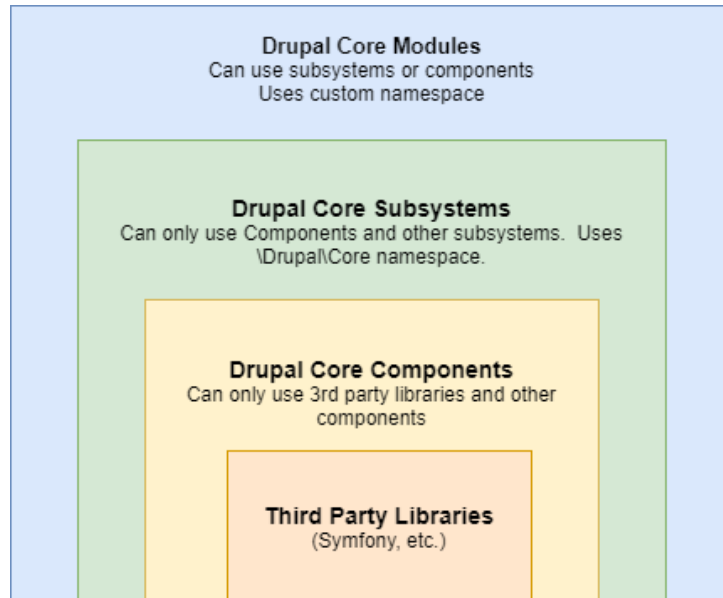 Drupal Core Modules
Can use subsystems or components
Uses custom namespace
Drupal Core Subsystems
Can only use Components and other subsystems.  Uses
\Drupal\Core namespace.
Drupal Core Components
Can only use 3rd party libraries and other
components
Third Party Libraries
(Symfony, etc.)